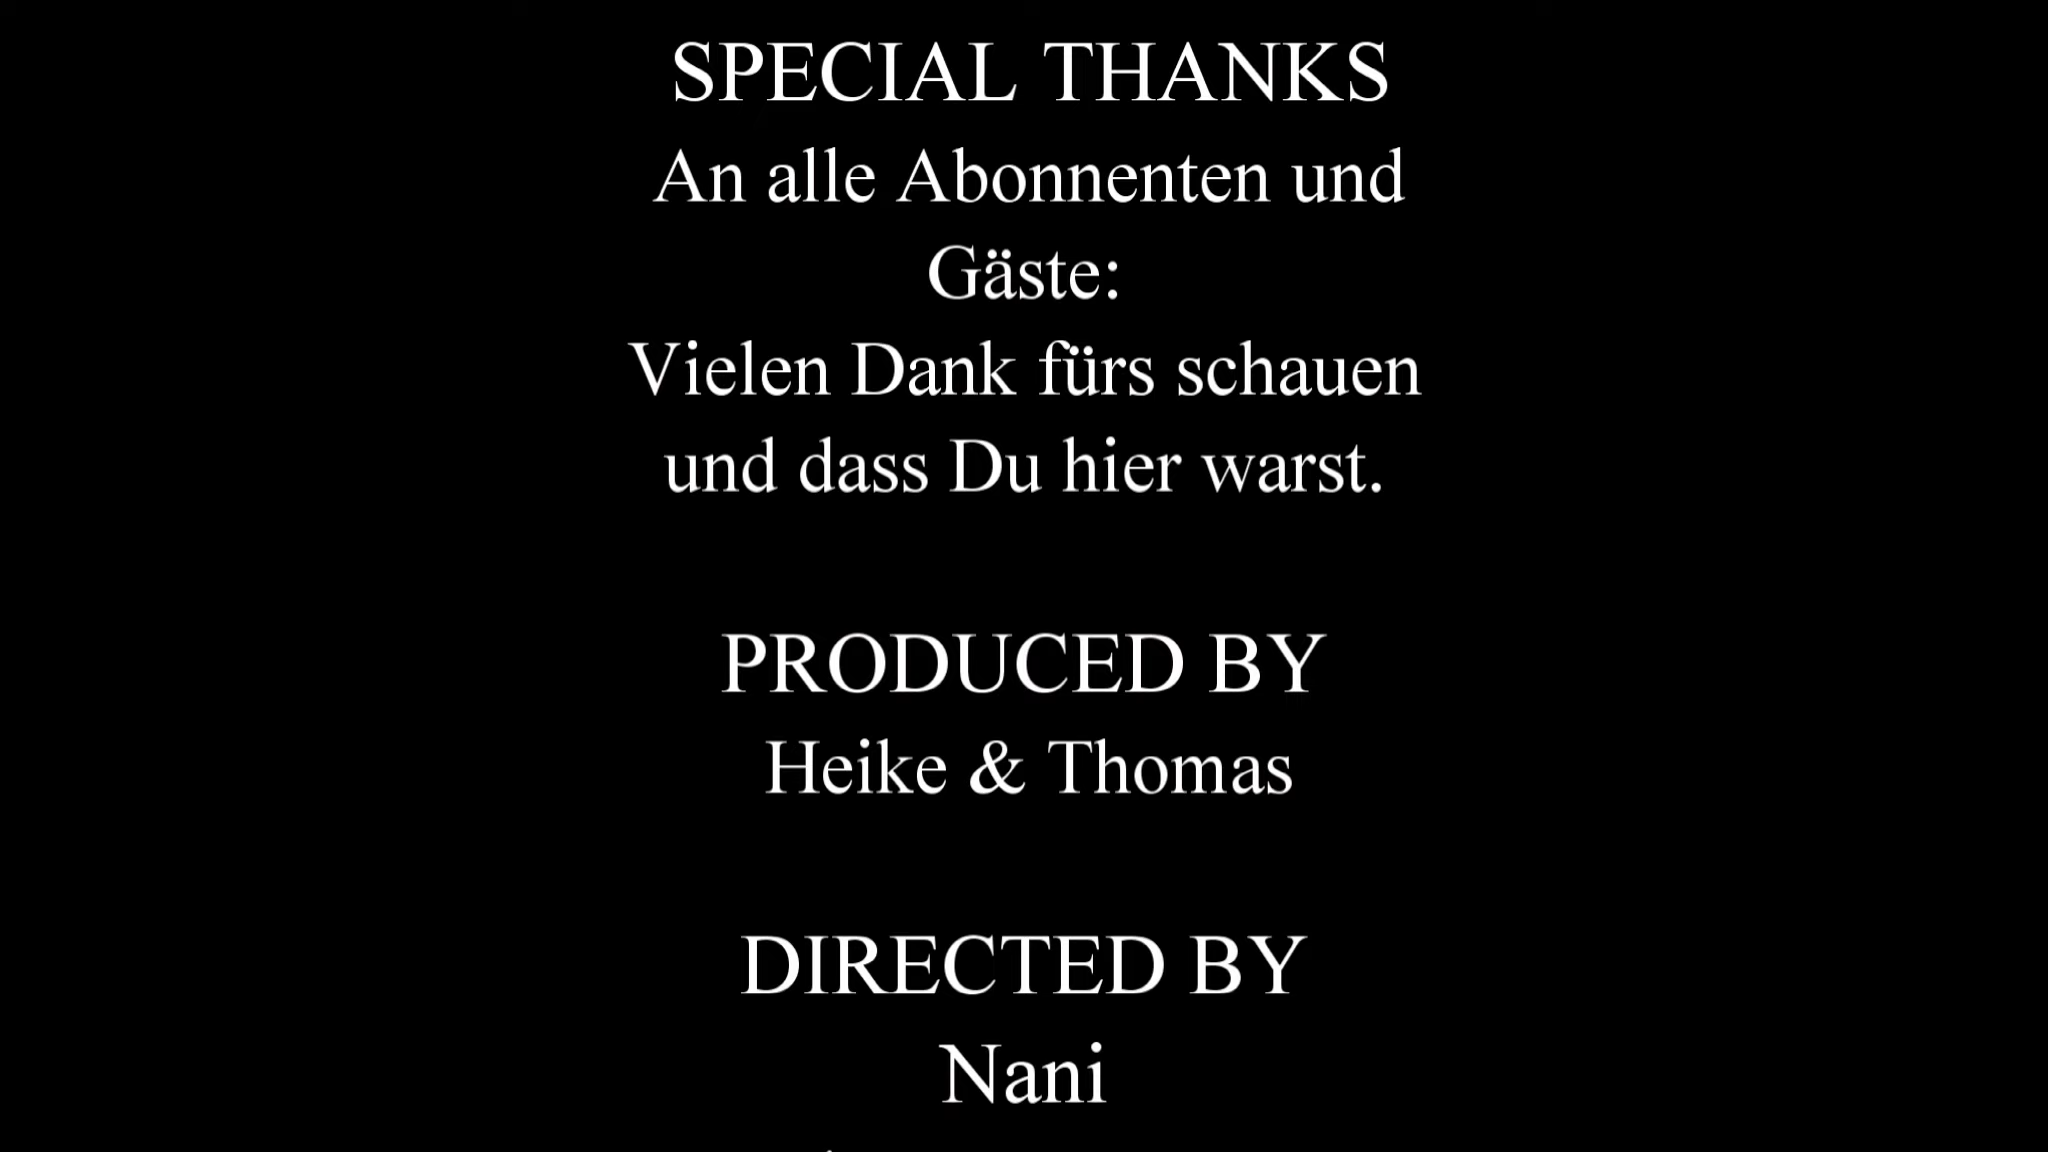 SPECIAL THANKS
An alle Abonnenten und
Gäste:
Vielen Dank fürs schauen
und dass Du hier warst.
PRODUCED BY
Heike & Thomas
DIRECTED BY
Nani